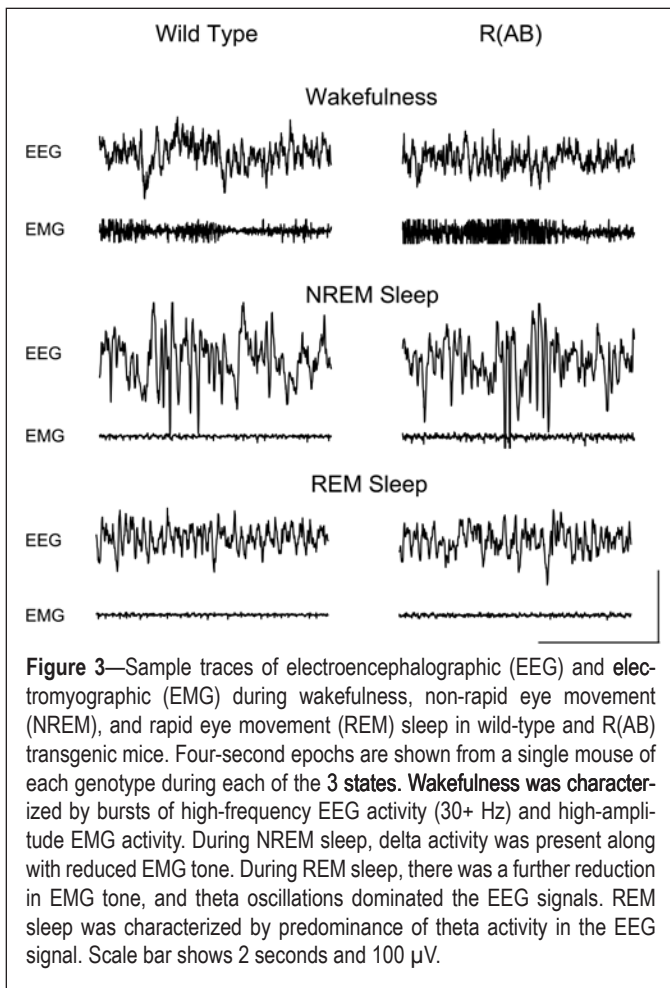 Wild Type R(AB)
Wakefulness
EEG
EMG
NREM Sleep
EEG
EMG
REM Sleep
EEG
EMG
Figure 3—Sample traces of electroencephalographic (EEG) and elec-
tromyographic (EMG) during wakefulness, non-rapid eye movement
(NREM), and rapid eye movement (REM) sleep in wild-type and R(AB)
transgenic mice. Four-second epochs are shown from a single mouse of
each genotype during each of the 3 states. Wakefulness was character-
ized by bursts of high-frequency EEG activity (30+ Hz) and high-ampli-
tude EMG activity. During NREM sleep, delta activity was present along
with reduced EMG tone. During REM sleep, there was a further reduction
in EMG tone, and theta oscillations dominated the EEG signals. REM
sleep was characterized by predominance of theta activity in the EEG
signal. Scale bar shows 2 seconds and 100 µV.